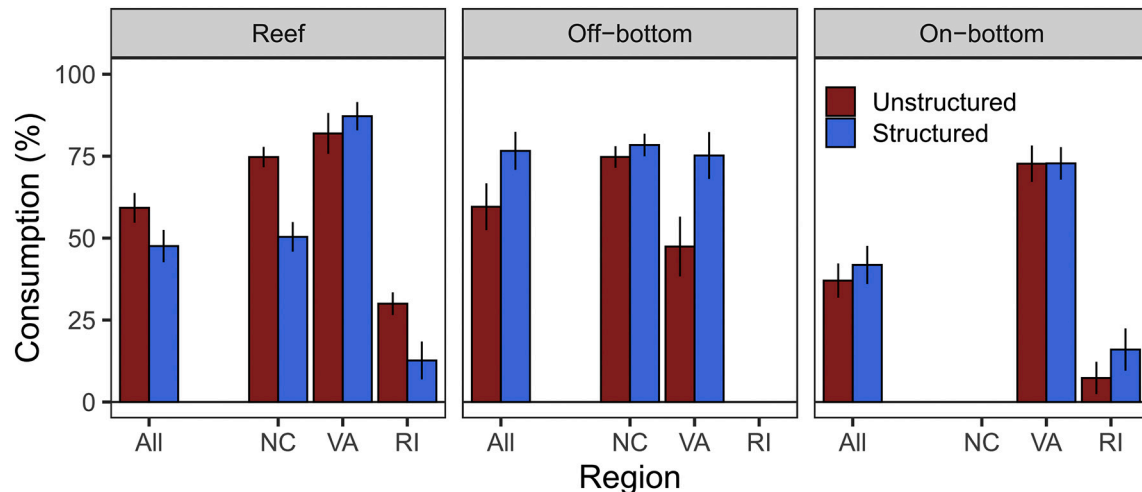 Reef
Off−bottom
On−bottom
Unstructured
Structured
Consumption (%)
100
75
50
25
0
All NC VA RI
All NC VA RI
All NC VA RI
Region